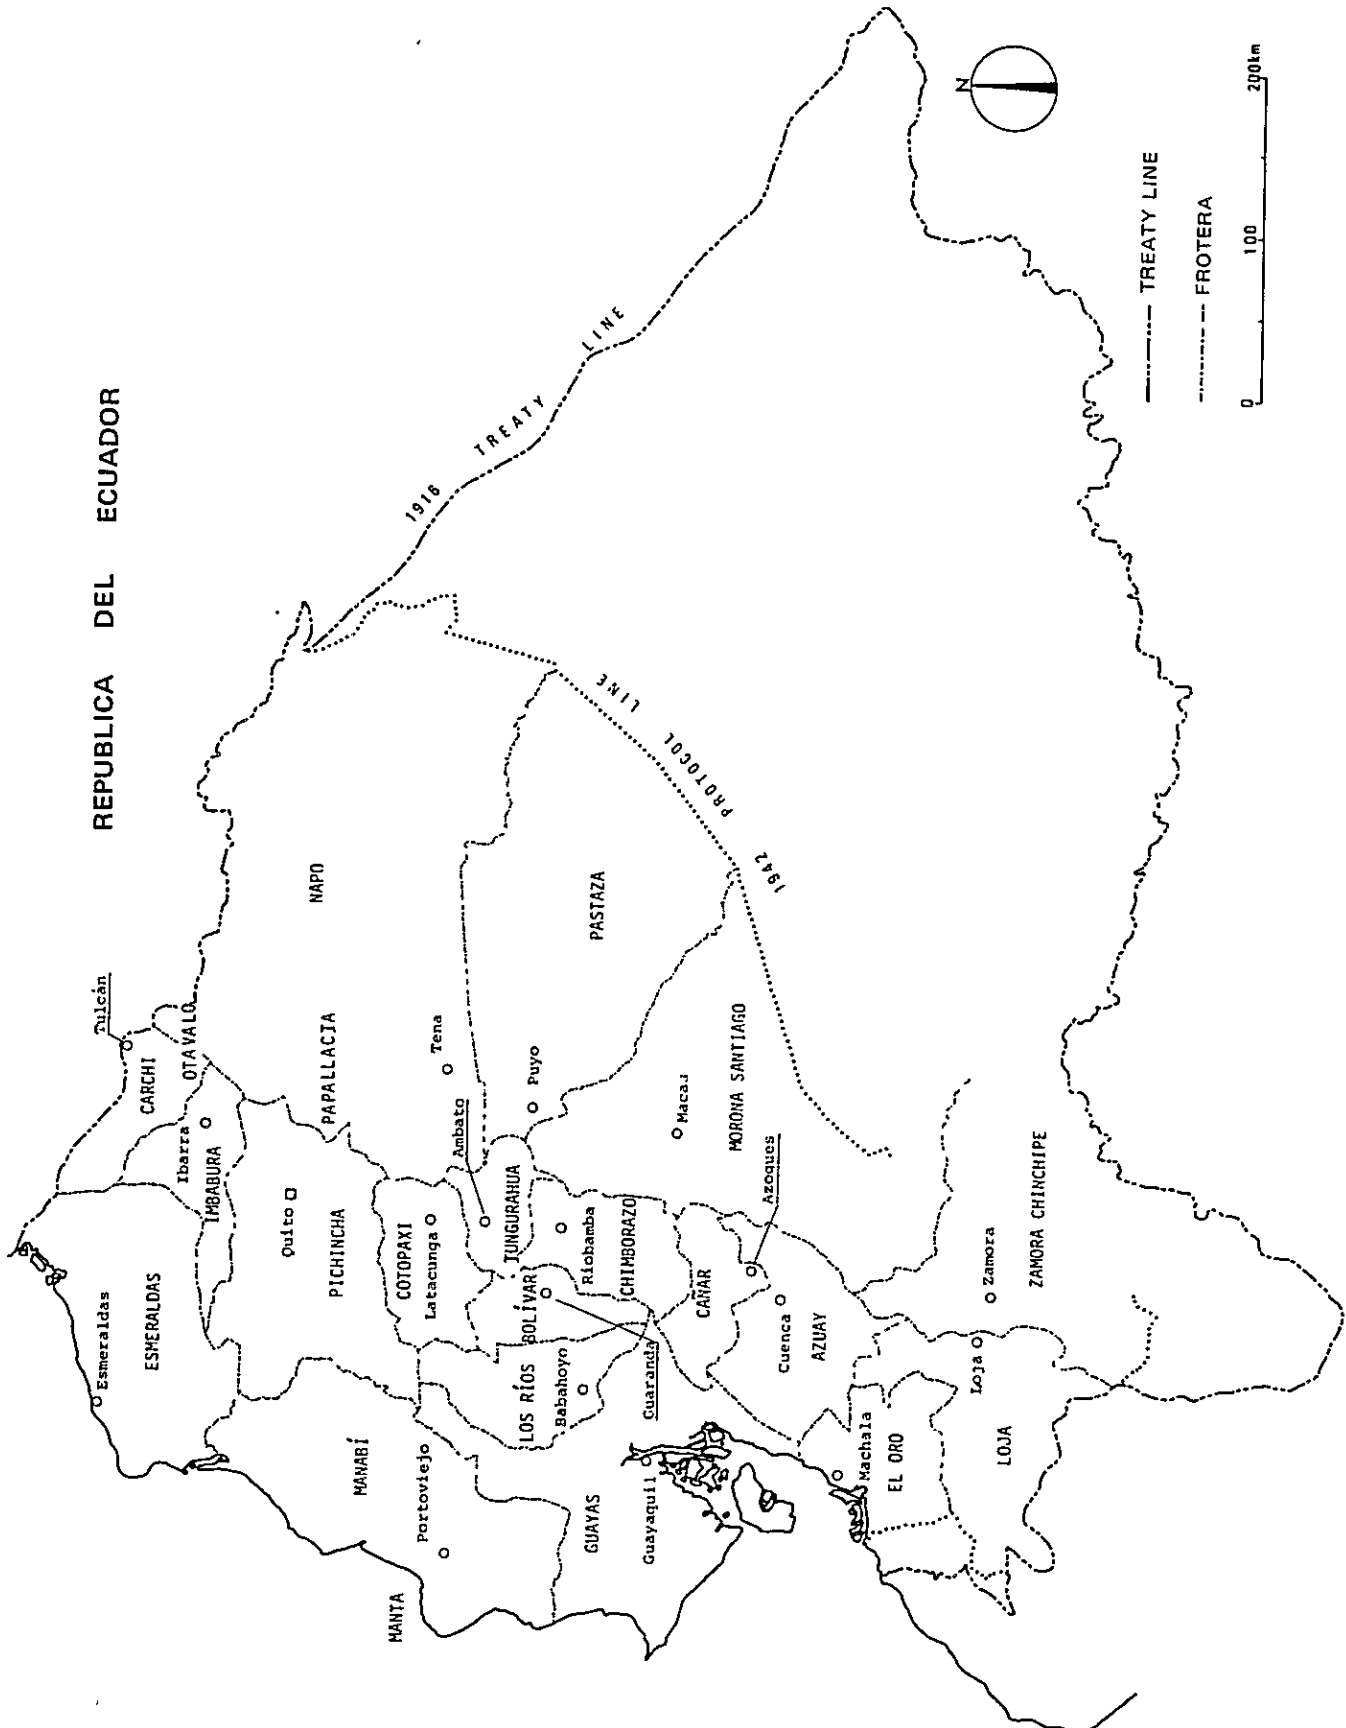 REPUBLICA DEL ECUADOR
Tulcán
CARCHI
OTAVALO
Ibarra
IMBABURA
Esmeraldas
ESMERALDAS
Quito
PICHINCHA
PAPALLACIA
NAPO
MANABÍ
Portoviejo
MANTA
COTOPAXI
Latacunga
Ambato
Tena
TUNGURAHUA
Puyo
PASTAZA
LOS RÍOS
Babahoyo
BOLÍVAR
Guaranda
Riobamba
CHIMBORAZO
GUAYAS
Guayaquil
CAÑAR
Azoques
Macas
MORONA SANTIAGO
Cuenca
AZUAY
Machala
EL ORO
Loja
LOJA
Zamora
ZAMORA CHINCHIPE
1916 TREATY LINE
1942 PROTOCOL LINE
N
TREATY LINE
FROTERA
0 100 200km